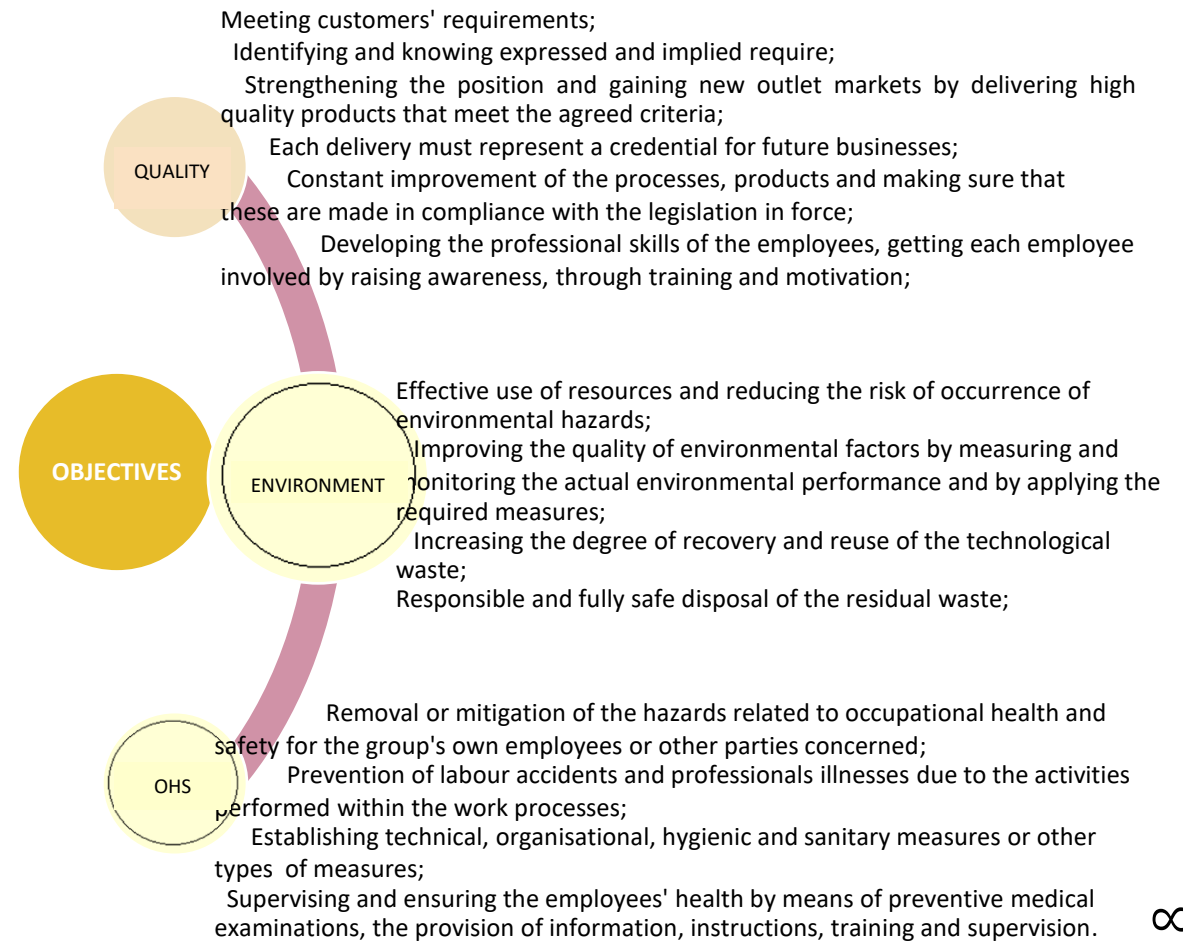 Meeting customers' requirements;
Identifying and knowing expressed and implied require;
Strengthening the position and gaining new outlet markets by delivering high
quality products that meet the agreed criteria;
Each delivery must represent a credential for future businesses;
Constant improvement of the processes, products and making sure that
these are made in compliance with the legislation in force;
Developing the professional skills of the employees, getting each employee
involved by raising awareness, through training and motivation;
QUALITY
OBJECTIVES
ENVIRONMENT
Effective use of resources and reducing the risk of occurrence of
environmental hazards;
Improving the quality of environmental factors by measuring and
monitoring the actual environmental performance and by applying the
required measures;
Increasing the degree of recovery and reuse of the technological
waste;
Responsible and fully safe disposal of the residual waste;
OHS
Removal or mitigation of the hazards related to occupational health and
safety for the group's own employees or other parties concerned;
Prevention of labour accidents and professionals illnesses due to the activities
performed within the work processes;
Establishing technical, organisational, hygienic and sanitary measures or other
types of measures;
Supervising and ensuring the employees' health by means of preventive medical
examinations, the provision of information, instructions, training and supervision.